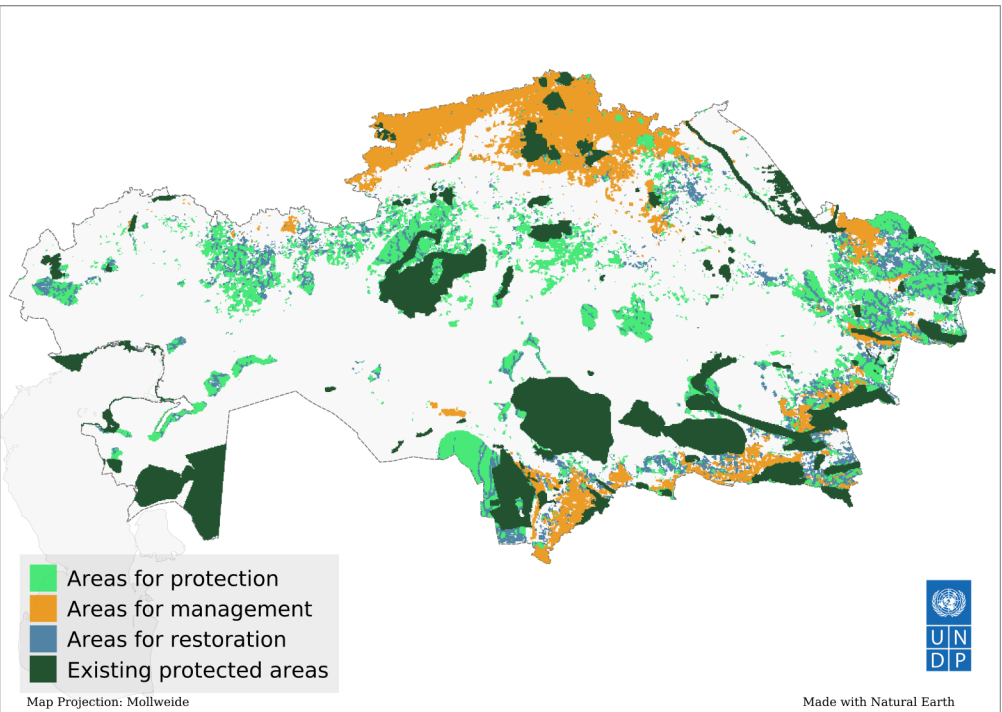 Areas for protection
Areas for management
Areas for restoration
Existing protected areas
Map Projection: Mollweide
U N
D P
Made with Natural Earth